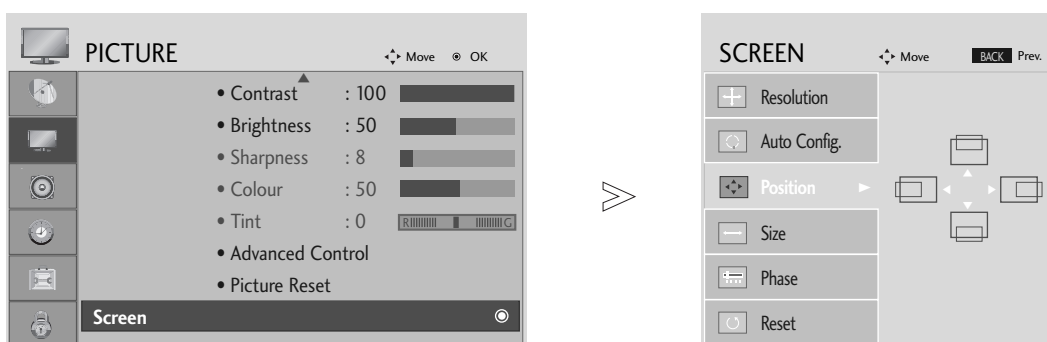 PICTURE
Move OK
• Contrast : 100
• Brightness : 50
• Sharpness : 8
• Colour : 50
• Tint : 0 R G
• Advanced Control
• Picture Reset
Screen
SCREEN
Move BACK Prev.
Resolution
Auto Config.
Position
Size
Phase
Reset